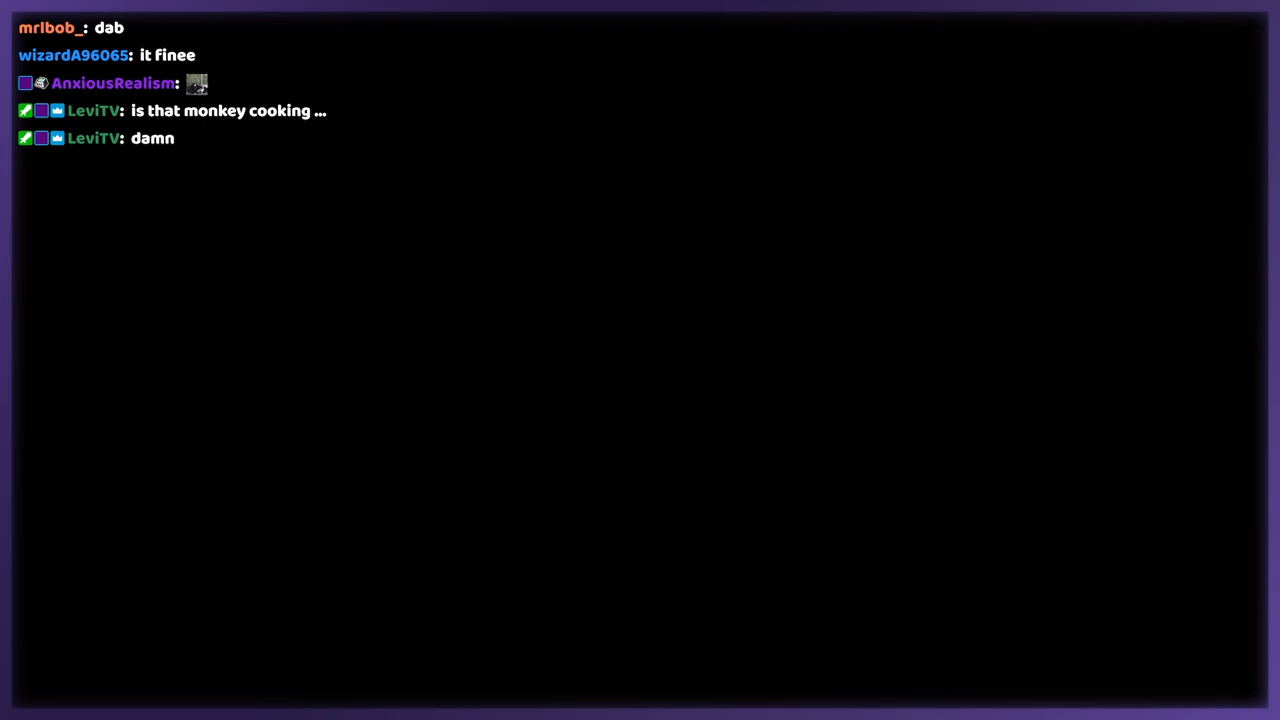 mrlbob_: dab
wizardA96065: it finee
AnxiousRealism:
LeviTV: is that monkey cooking ...
LeviTV: damn